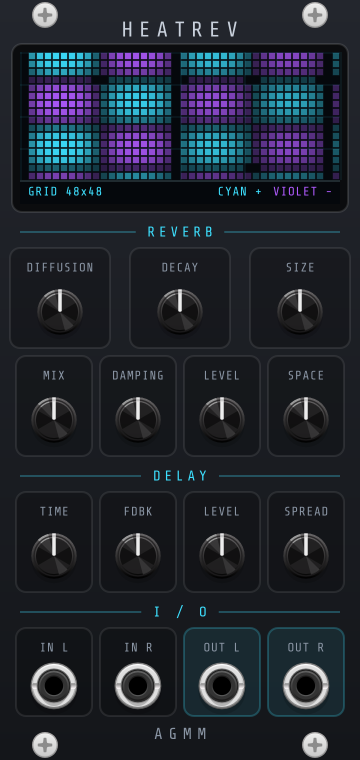 HEATREV
GRID 48x48 CYAN + VIOLET -
REVERB
DIFFUSION DECAY SIZE
MIX DAMPING LEVEL SPACE
DELAY
TIME FDBK LEVEL SPREAD
I / O
IN L IN R OUT L OUT R
AGMM